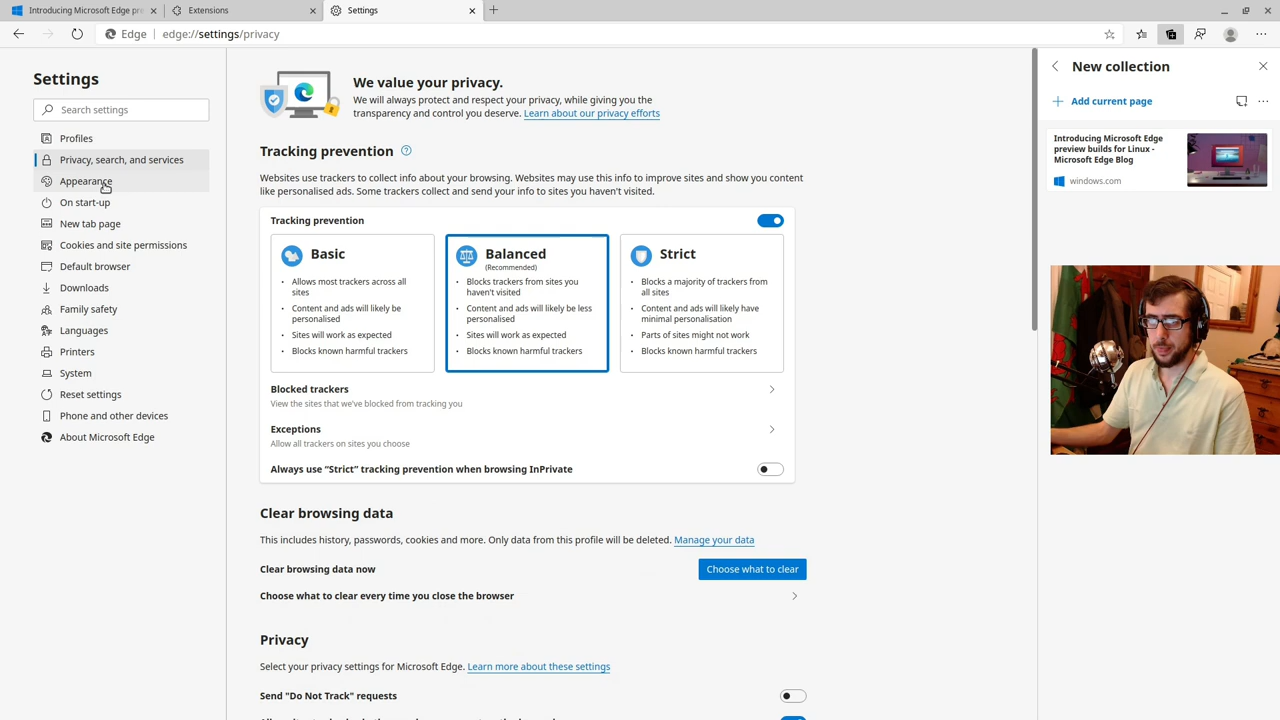 Introducing Microsoft Edge pre
Extensions
Settings
Edge
edge://settings/privacy
Settings
Search settings
Profiles
Privacy, search, and services
Appearance
On start-up
New tab page
Cookies and site permissions
Default browser
Downloads
Family safety
Languages
Printers
System
Reset settings
Phone and other devices
About Microsoft Edge
We value your privacy.
We will always protect and respect your privacy, while giving you the
transparency and control you deserve. Learn about our privacy efforts
Tracking prevention
Websites use trackers to collect info about your browsing. Websites may use this info to improve sites and show you content
like personalised ads. Some trackers collect and send your info to sites you haven't visited.
Tracking prevention
Basic
Allows most trackers across all
sites
Content and ads will likely be
personalised
Sites will work as expected
Blocks known harmful trackers
Balanced
(Recommended)
Blocks trackers from sites you
haven't visited
Content and ads will likely be less
personalised
Sites will work as expected
Blocks known harmful trackers
Strict
Blocks a majority of trackers from
all sites
Content and ads will likely have
minimal personalisation
Parts of sites might not work
Blocks known harmful trackers
Blocked trackers
View the sites that we've blocked from tracking you
Exceptions
Allow all trackers on sites you choose
Always use “Strict” tracking prevention when browsing InPrivate
Clear browsing data
This includes history, passwords, cookies and more. Only data from this profile will be deleted. Manage your data
Clear browsing data now
Choose what to clear
Choose what to clear every time you close the browser
Privacy
Select your privacy settings for Microsoft Edge. Learn more about these settings
Send "Do Not Track" requests
New collection
Add current page
Introducing Microsoft Edge
preview builds for Linux -
Microsoft Edge Blog
windows.com